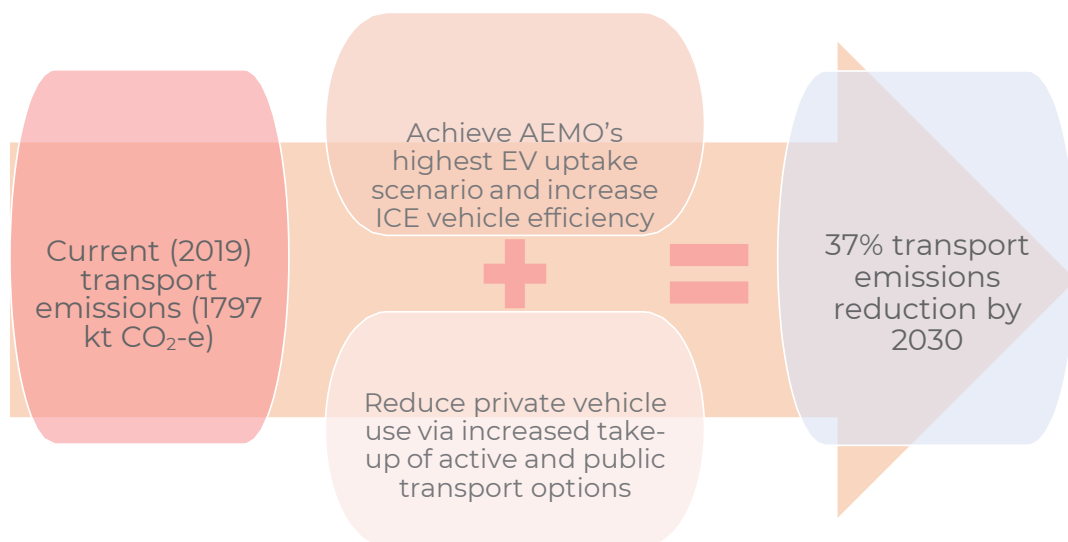 Current (2019)
transport
emissions (1797
kt CO₂-e)
Achieve AEMO’s
highest EV uptake
scenario and increase
ICE vehicle efficiency
Reduce private vehicle
use via increased take-
up of active and public
transport options
37% transport
emissions
reduction by
2030